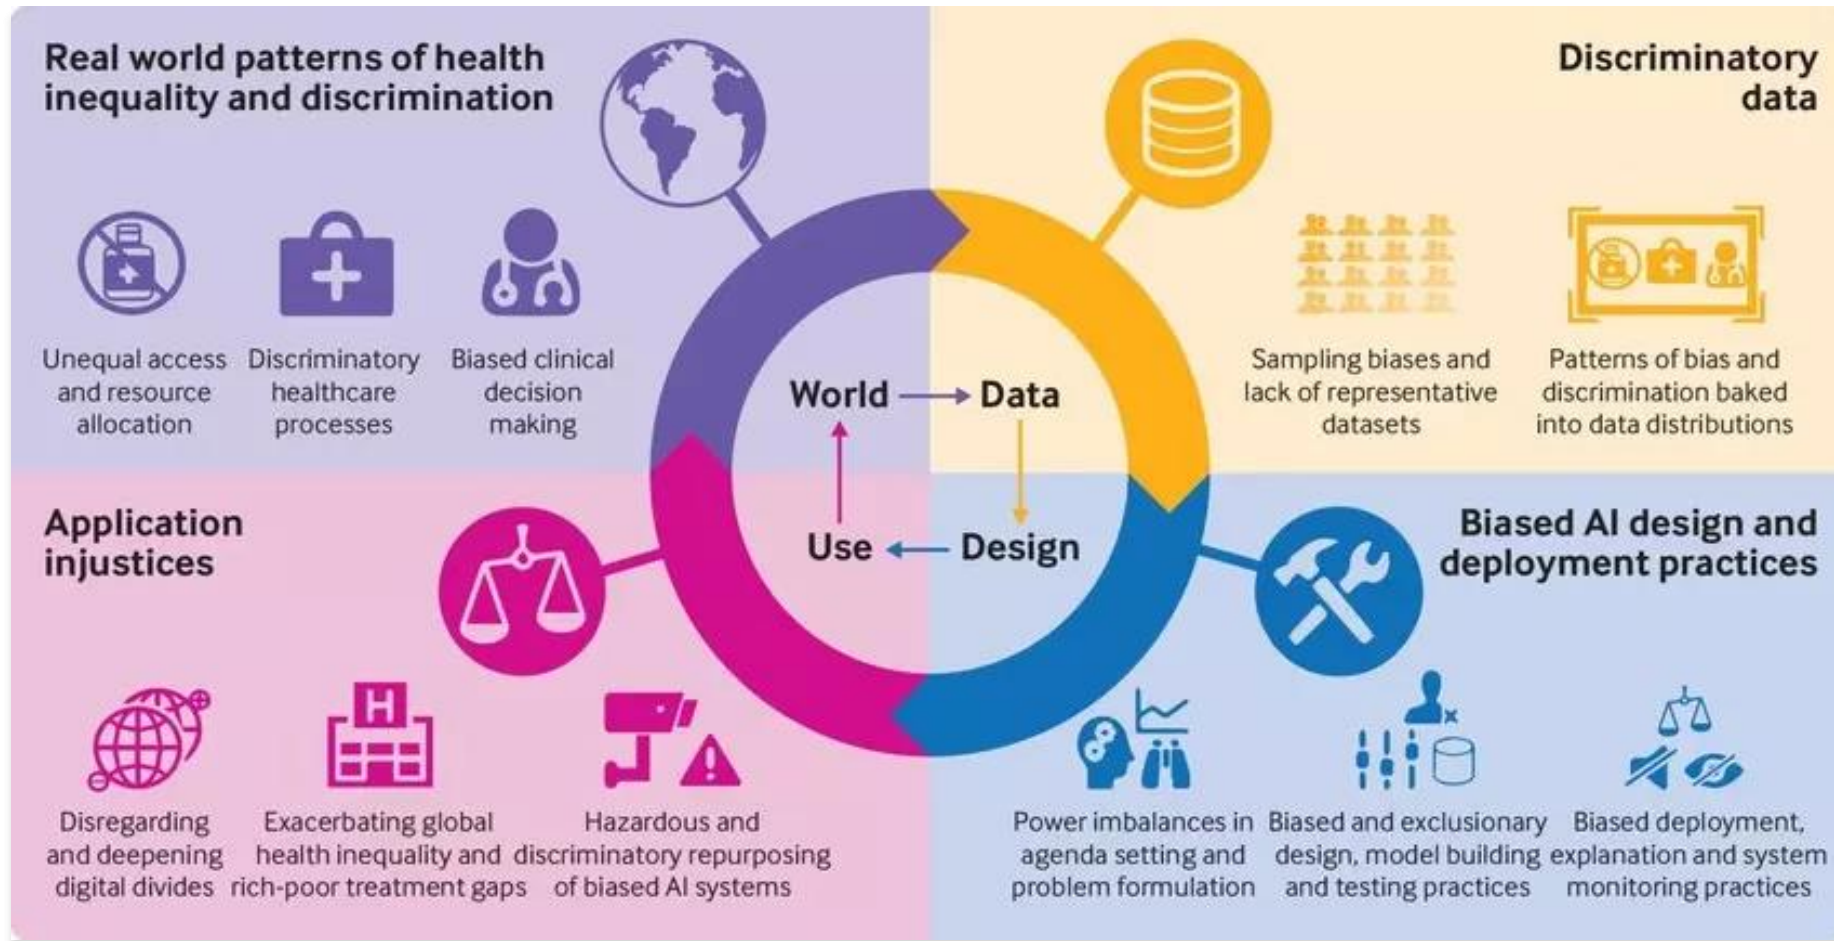 Real world patterns of health
inequality and discrimination
Unequal access
and resource
allocation
Discriminatory
healthcare
processes
Biased clinical
decision
making
Discriminatory
data
Sampling biases and
lack of representative
datasets
Patterns of bias and
discrimination baked
into data distributions
World
Data
Use
Design
Application
injustices
Disregarding
and deepening
digital divides
H
Exacerbating global
health inequality and
rich-poor treatment gaps
Hazardous and
discriminatory repurposing
of biased AI systems
Biased AI design and
deployment practices
Power imbalances in
agenda setting and
problem formulation
Biased and exclusionary
design, model building
and testing practices
Biased deployment,
explanation and system
monitoring practices